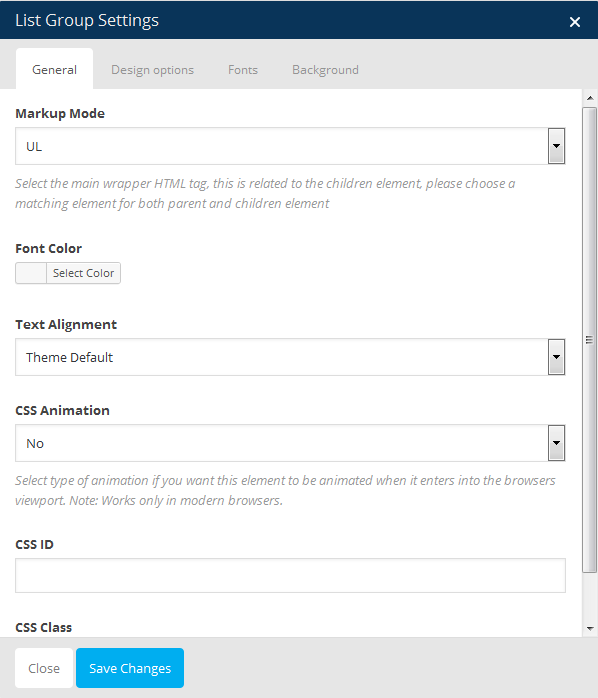 List Group Settings
General Design options Fonts Background
Markup Mode
UL
Select the main wrapper HTML tag, this is related to the children element, please choose a
matching element for both parent and children element
Font Color
Select Color
Text Alignment
Theme Default
CSS Animation
No
Select type of animation if you want this element to be animated when it enters into the browsers
viewport. Note: Works only in modern browsers.
CSS ID
CSS Class
Close Save Changes